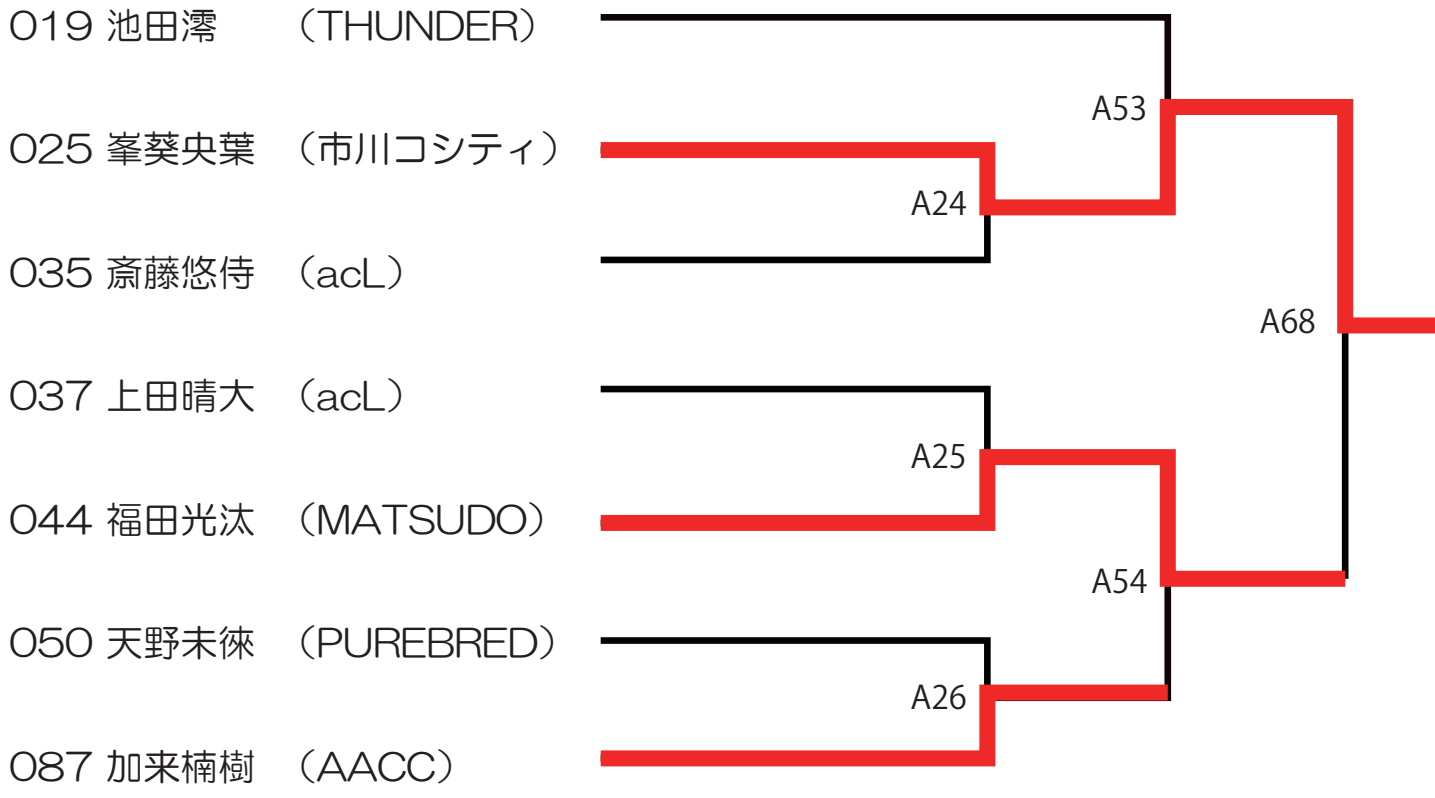 019 池田澪 （THUNDER）
A53
025 峯葵央葉 （市川コシティ）
A24
035 斎藤悠侍 （acL）
A68
037 上田晴大 （acL）
A25
044 福田光汰 （MATSUDO）
A54
050 天野未徠 （PUREBRED）
A26
087 加来楠樹 （AACC）